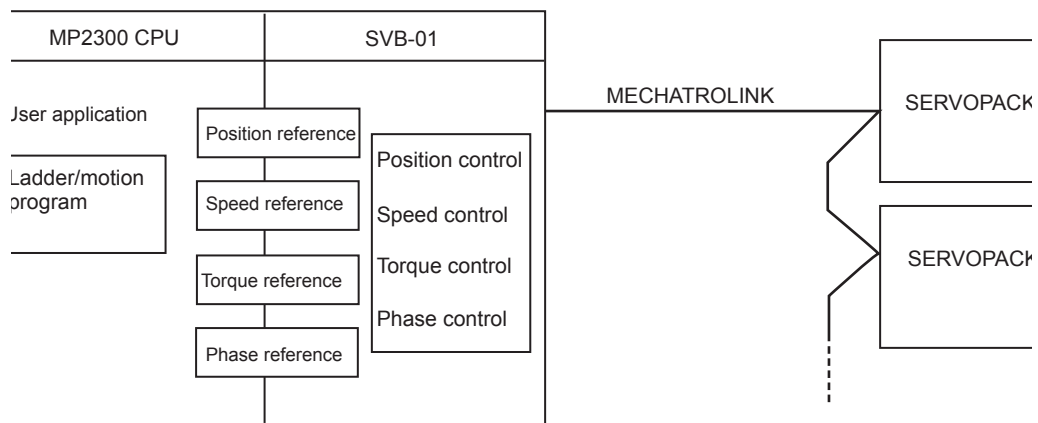 MP2300 CPU
SVB-01
User application
Ladder/motion
program
Position reference
Speed reference
Torque reference
Phase reference
Position control
Speed control
Torque control
Phase control
MECHATROLINK
SERVOPACK
SERVOPACK